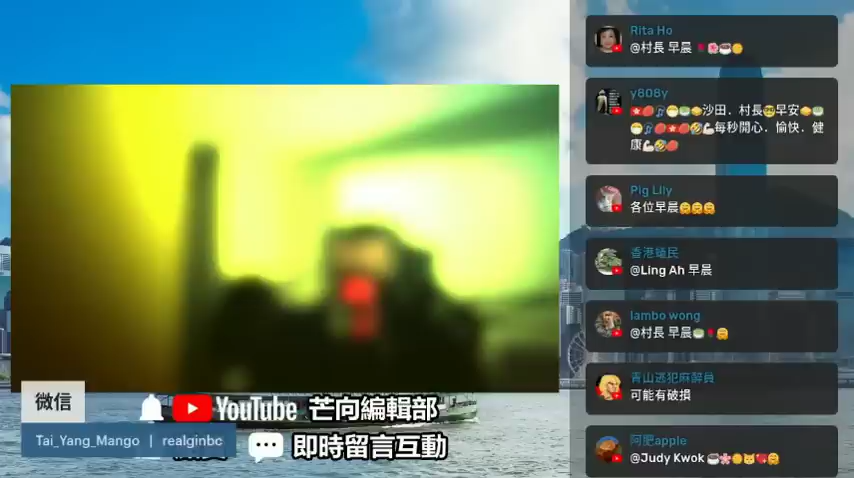 Rita Ho
@村長 早晨🌹🌸☕🌼
y808y
沙田．村長🤓早安
每秒開心．愉快．健
康
Pig Lily
各位早晨🤗🤗🤗
香港蟻民
@Ling Ah 早晨
lambo wong
@村長 早晨🍵🌹🤗
青山逃犯麻醉員
可能有破損
阿肥apple
@Judy Kwok
微信
YouTube 芒向編輯部
Tai_Yang_Mango | realginbc
即時留言互動